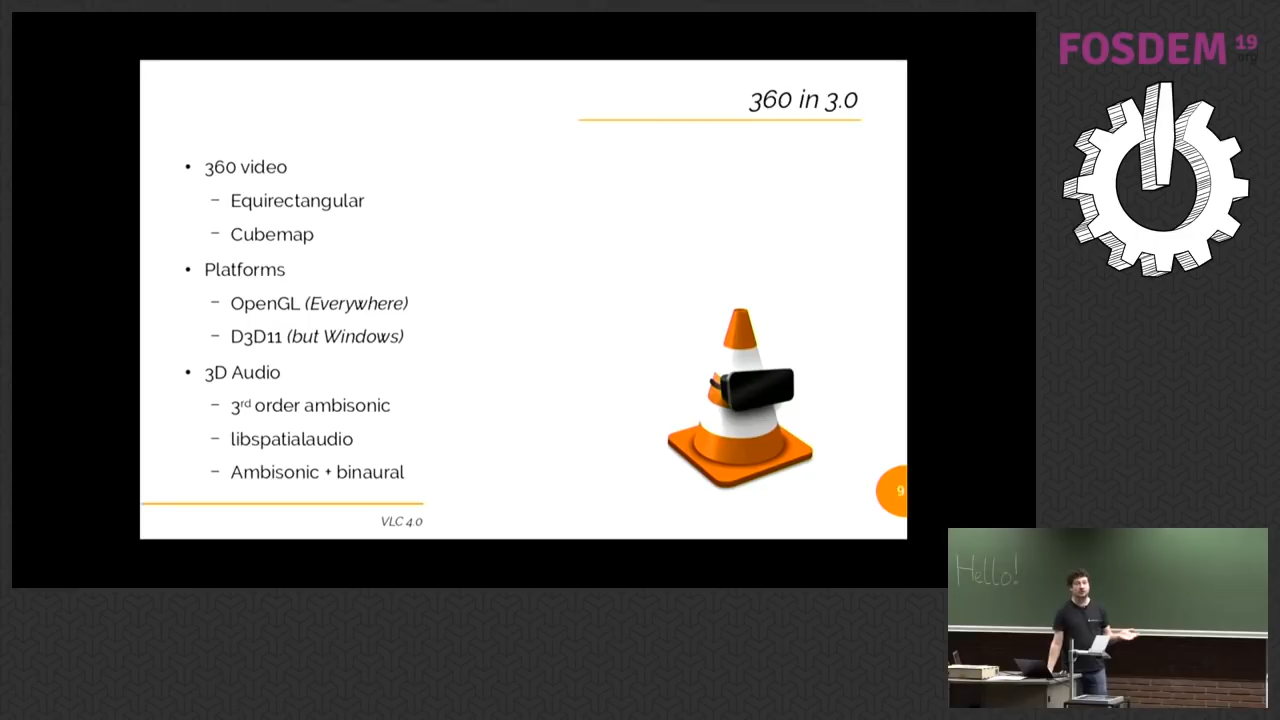 FOSDEM 19
.org
360 in 3.0
• 360 video
– Equirectangular
– Cubemap
• Platforms
– OpenGL (Everywhere)
– D3D11 (but Windows)
• 3D Audio
– 3rd order ambisonic
– libspatialaudio
– Ambisonic + binaural
9
VLC 4.0
Hello!